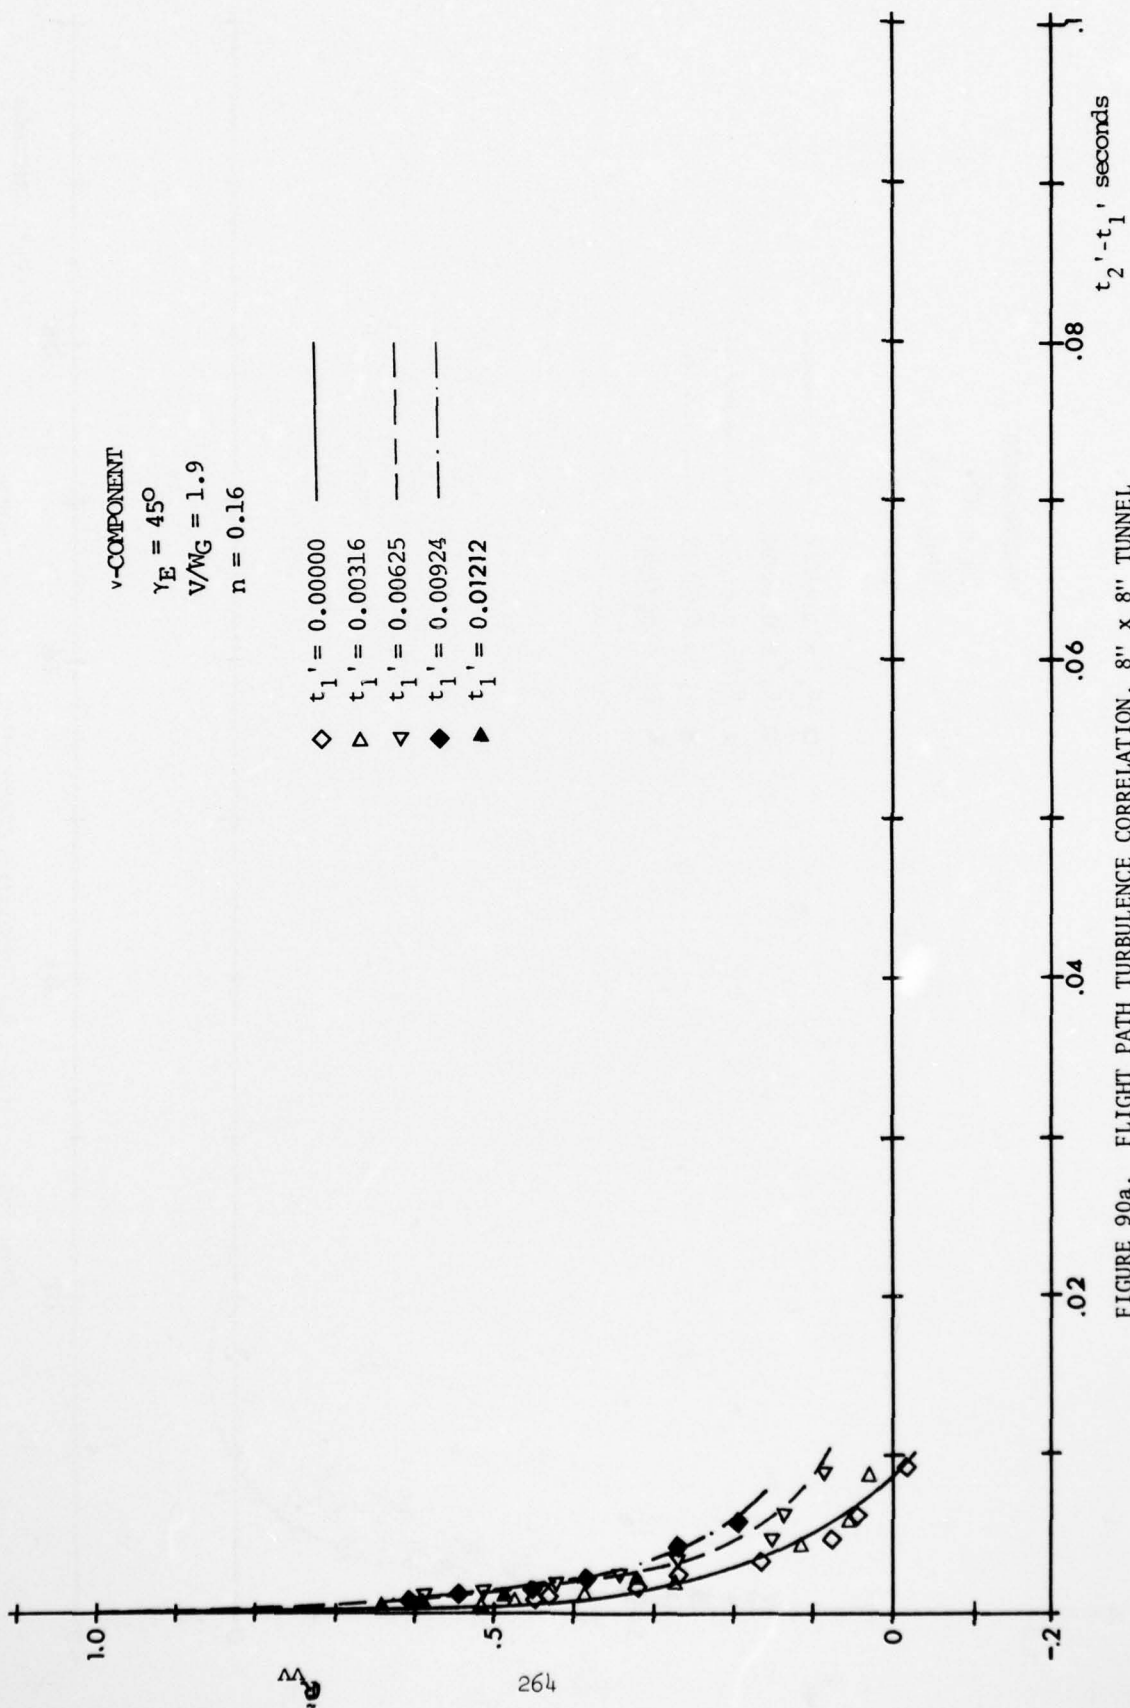 v-COMPONENT
γE = 45°
V/WG = 1.9
n = 0.16
◇ t1' = 0.00000
△ t1' = 0.00316
▽ t1' = 0.00625
◆ t1' = 0.00924
▲ t1' = 0.01212
1.0
.5
0
-.2
vv
.02
.04
.06
.08
.1
t2'-t1' seconds
FIGURE 90a. FLIGHT PATH TURBULENCE CORRELATION, 8" x 8" TUNNEL
264